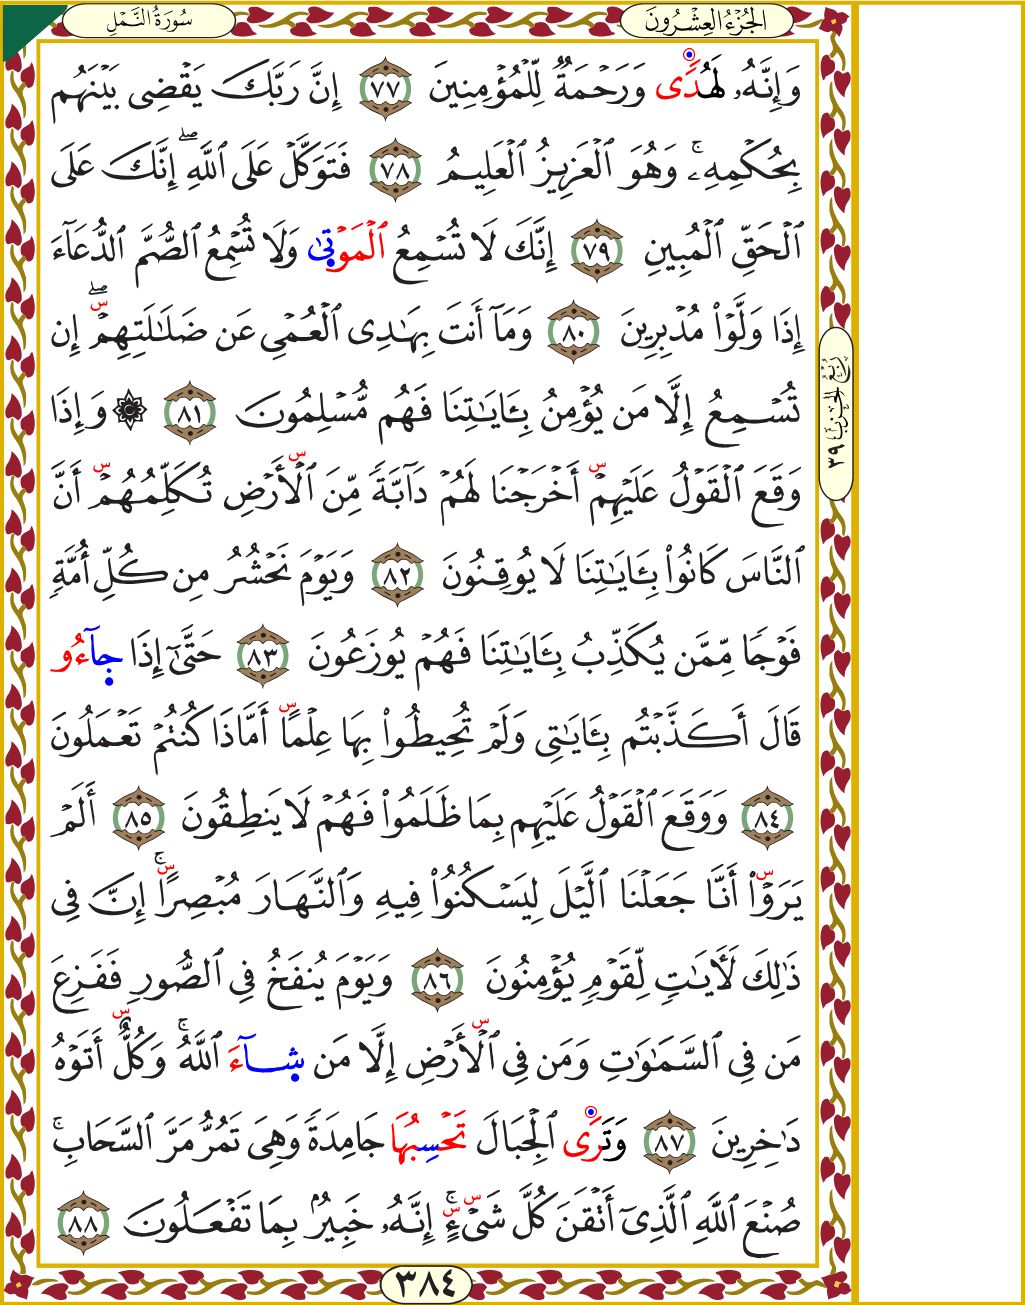 سُورَةُ النَّمۡلِ
الجُزْءُ العِشْرُونَ
وَإِنَّهُۥ لَهُدٗى وَرَحۡمَةٞ لِّلۡمُؤۡمِنِينَ ٧٧ إِنَّ رَبَّكَ يَقۡضِي بَيۡنَهُم
بِحُكۡمِهِۦۚ وَهُوَ ٱلۡعَزِيزُ ٱلۡعَلِيمُ ٧٨ فَتَوَكَّلۡ عَلَى ٱللَّهِۖ إِنَّكَ عَلَى
ٱلۡحَقِّ ٱلۡمُبِينِ ٧٩ إِنَّكَ لَا تُسۡمِعُ ٱلۡمَوۡتِىٰ وَلَا تُسۡمِعُ ٱلصُّمَّ ٱلدُّعَآءَ
إِذَا وَلَّوۡاْ مُدۡبِرِينَ ٨٠ وَمَآ أَنتَ بِهَٰدِي ٱلۡعُمۡيِ عَن ضَلَٰلَتِهِمۡۖ س إِن
تُسۡمِعُ إِلَّا مَن يُؤۡمِنُ بِـَٔايَٰتِنَا فَهُم مُّسۡلِمُونَ ٨١ ۞ وَإِذَا
وَقَعَ ٱلۡقَوۡلُ عَلَيۡهِمۡ س أَخۡرَجۡنَا لَهُمۡ دَآبَّةٗ مِّنَ ٱلۡأَرۡضِ س تُكَلِّمُهُمۡ س أَنَّ
ٱلنَّاسَ كَانُواْ بِـَٔايَٰتِنَا لَا يُوقِنُونَ ٨٢ وَيَوۡمَ نَحۡشُرُ مِن كُلِّ أُمَّةٖ
فَوۡجٗا مِّمَّن يُكَذِّبُ بِـَٔايَٰتِنَا فَهُمۡ يُوزَعُونَ ٨٣ حَتَّىٰٓ إِذَا جآءُو
قَالَ أَكَذَّبۡتُم بِـَٔايَٰتِي وَلَمۡ تُحِيطُواْ بِهَا عِلۡمًا س أَمَّاذَا كُنتُمۡ تَعۡمَلُونَ
٨٤ وَوَقَعَ ٱلۡقَوۡلُ عَلَيۡهِم بِمَا ظَلَمُواْ فَهُمۡ لَا يَنطِقُونَ ٨٥ أَلَمۡ
يَرَوۡاْ س أَنَّا جَعَلۡنَا ٱلَّيۡلَ لِيَسۡكُنُواْ فِيهِ وَٱلنَّهَارَ مُبۡصِرًاۚ س إِنَّ فِي
ذَٰلِكَ لَأٓيَٰتٖ لِّقَوۡمٖ يُؤۡمِنُونَ ٨٦ وَيَوۡمَ يُنفَخُ فِي ٱلصُّورِ فَفَزِعَ
مَن فِي ٱلسَّمَٰوَٰتِ وَمَن فِي ٱلۡأَرۡضِ س إِلَّا مَن شآءَ ٱللَّهُۚ وَكُلٌّ س أَتَوۡهُ
دَٰخِرِينَ ٨٧ وَتَرَى ٱلۡجِبَالَ تَحۡسِبُهَا جَامِدَةٗ وَهِيَ تَمُرُّ مَرَّ ٱلسَّحَابِۚ
صُنۡعَ ٱللَّهِ ٱلَّذِيٓ أَتۡقَنَ كُلَّ شَيۡءٍۚ س س إِنَّهُۥ خَبِيرُۢ بِمَا تَفۡعَلُونَ ٨٨
رُبْعُ الحِزْب ٣٩
٣٨٤